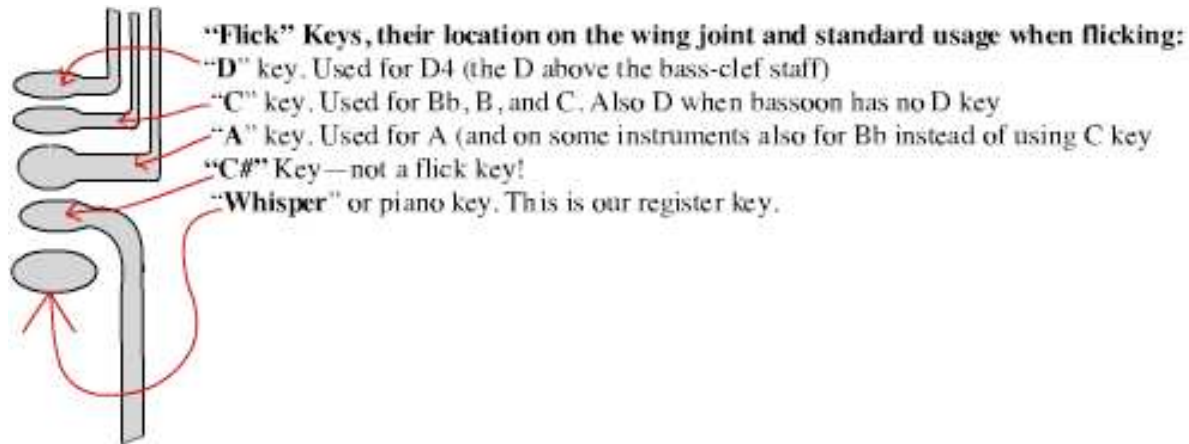 “Flick” Keys, their location on the wing joint and standard usage when flicking:
“D” key. Used for D4 (the D above the bass-clef staff)
“C” key. Used for Bb, B, and C. Also D when bassoon has no D key
“A” key. Used for A (and on some instruments also for Bb instead of using C key
“C#” Key—not a flick key!
“Whisper” or piano key. This is our register key.